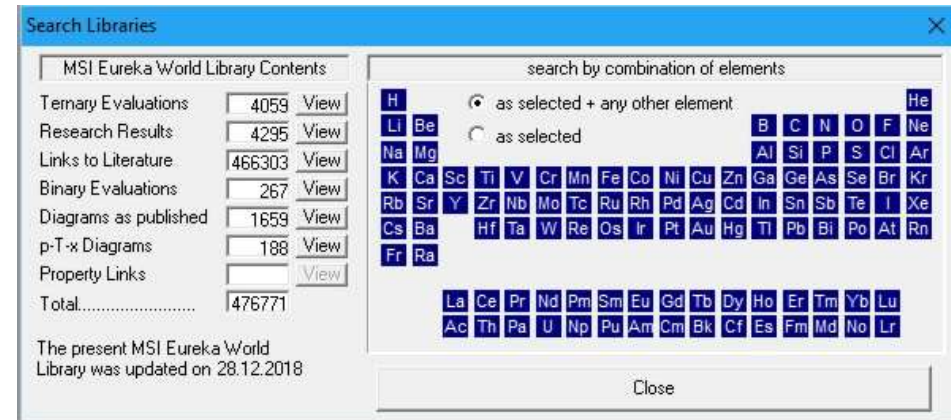 Search Libraries
MSI Eureka World Library Contents
Ternary Evaluations 4059 View
Research Results 4295 View
Links to Literature 466303 View
Binary Evaluations 267 View
Diagrams as published 1659 View
p-T-x Diagrams 188 View
Property Links View
Total.......................... 476771
The present MSI Eureka World
Library was updated on 28.12.2018
search by combination of elements
as selected + any other element
as selected
H He
Li Be B C N O F Ne
Na Mg Al Si P S Cl Ar
K Ca Sc Ti V Cr Mn Fe Co Ni Cu Zn Ga Ge As Se Br Kr
Rb Sr Y Zr Nb Mo Tc Ru Rh Pd Ag Cd In Sn Sb Te I Xe
Cs Ba Hf Ta W Re Os Ir Pt Au Hg Tl Pb Bi Po At Rn
Fr Ra
La Ce Pr Nd Pm Sm Eu Gd Tb Dy Ho Er Tm Yb Lu
Ac Th Pa U Np Pu Am Cm Bk Cf Es Fm Md No Lr
Close